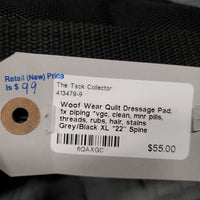 Retail (New) Price
is $ 99
The Tack Collector
413479-9
Woof Wear Quilt Dressage Pad,
1x piping *vgc, clean, mnr pills,
threads, rubs, hair, stains
Grey/Black XL *22" Spine
6QAXGC
$55.00